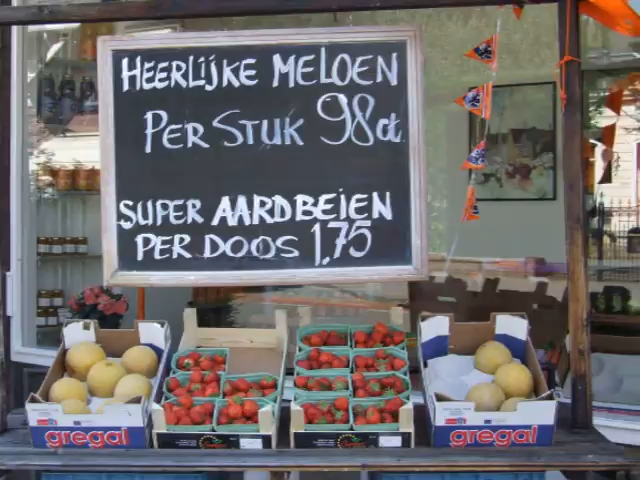 HEERLIJKE MELOEN
PER STUK 98ct.
SUPER AARDBEIEN
PER DOOS 1,75
gregal
gregal